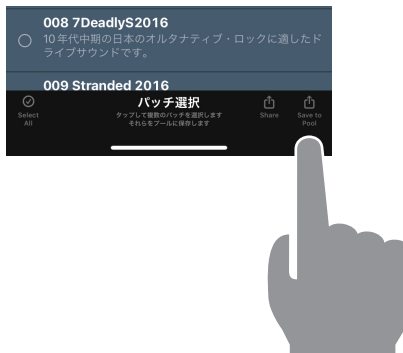 008 7DeadlyS2016
10年代中期の日本のオルタナティブ・ロックに適したド
ライブサウンドです。
009 Stranded 2016
パッチ選択
タップして複数のパッチを選択します
それらをプールに保存します
Select
All
Share
Save to
Pool